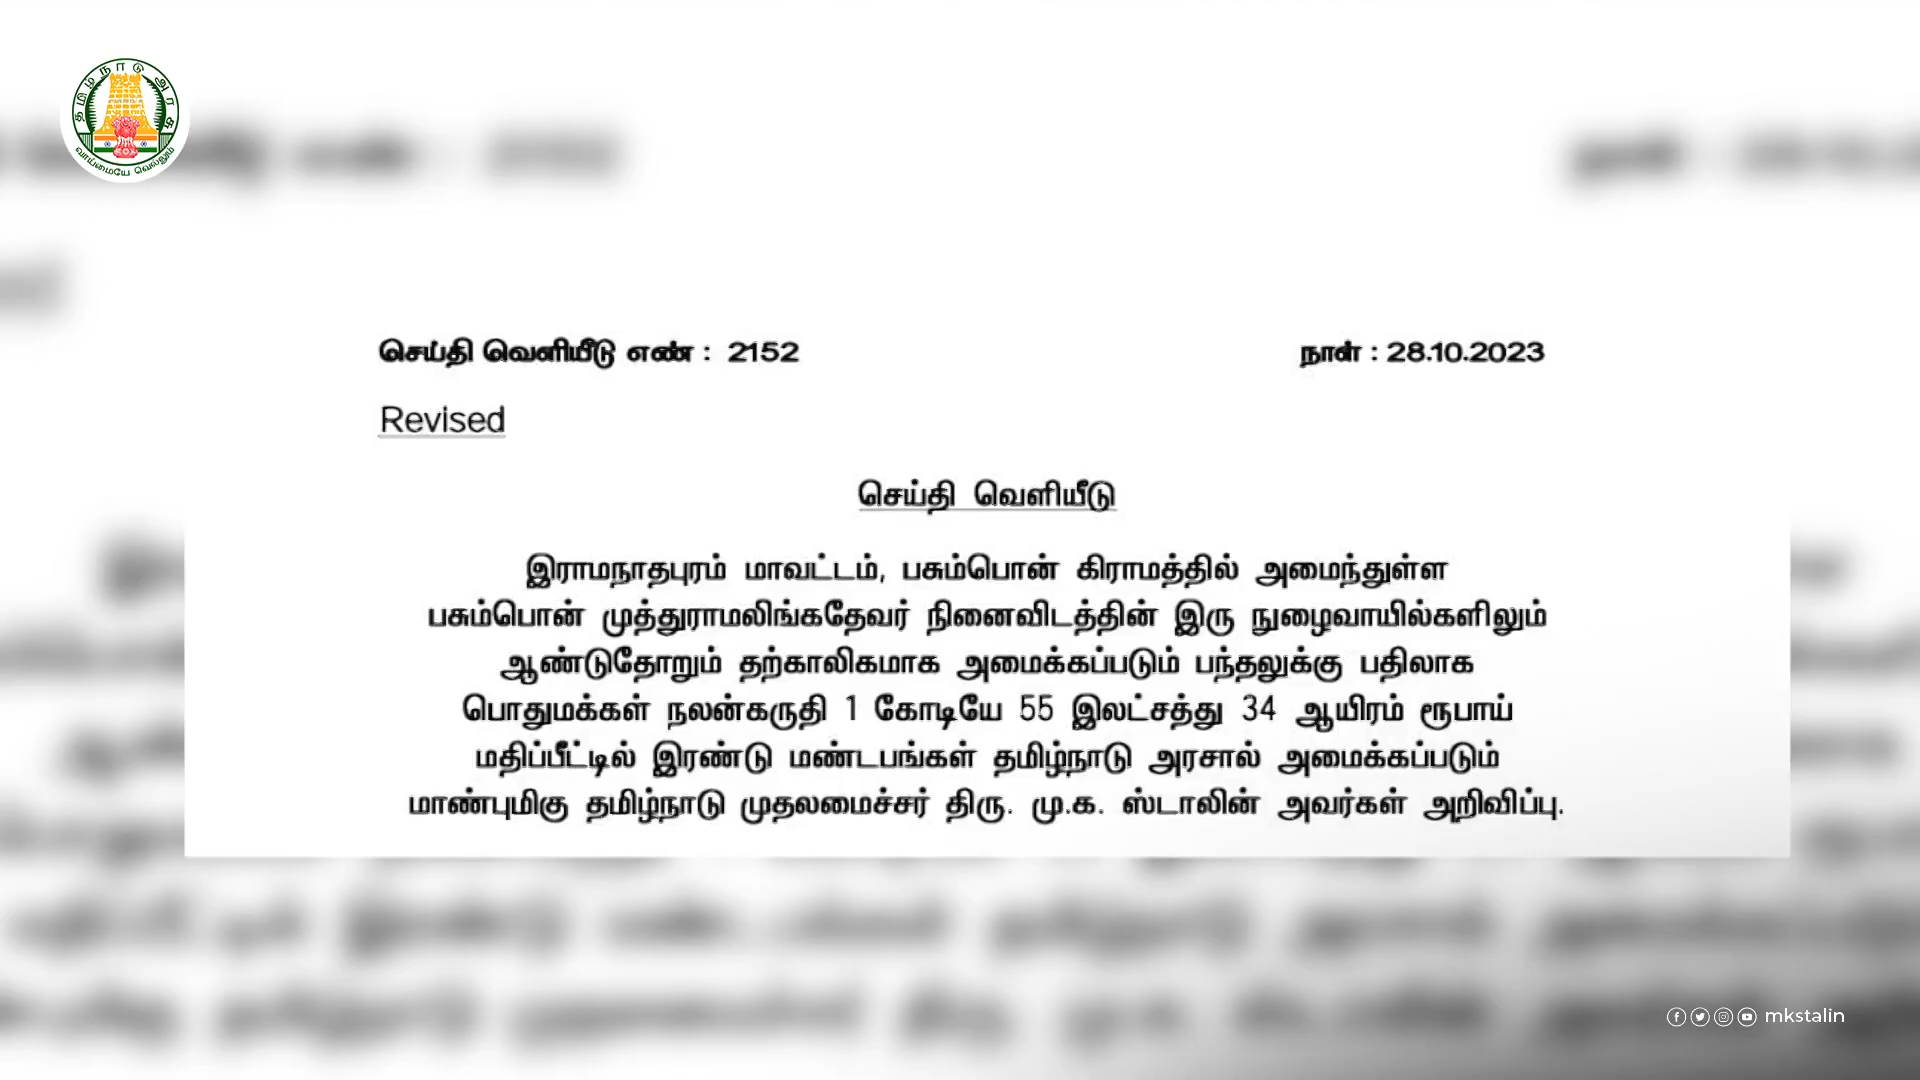 தமிழ்நாடு அரசு
வாய்மையே வெல்லும்
செய்தி வெளியீடு எண் : 2152
நாள் : 28.10.2023
Revised
செய்தி வெளியீடு
இராமநாதபுரம் மாவட்டம், பசும்பொன் கிராமத்தில் அமைந்துள்ள
பசும்பொன் முத்துராமலிங்கதேவர் நினைவிடத்தின் இரு நுழைவாயில்களிலும்
ஆண்டுதோறும் தற்காலிகமாக அமைக்கப்படும் பந்தலுக்கு பதிலாக
பொதுமக்கள் நலன்கருதி 1 கோடியே 55 இலட்சத்து 34 ஆயிரம் ரூபாய்
மதிப்பீட்டில் இரண்டு மண்டபங்கள் தமிழ்நாடு அரசால் அமைக்கப்படும்
மாண்புமிகு தமிழ்நாடு முதலமைச்சர் திரு. மு.க. ஸ்டாலின் அவர்கள் அறிவிப்பு.
mkstalin